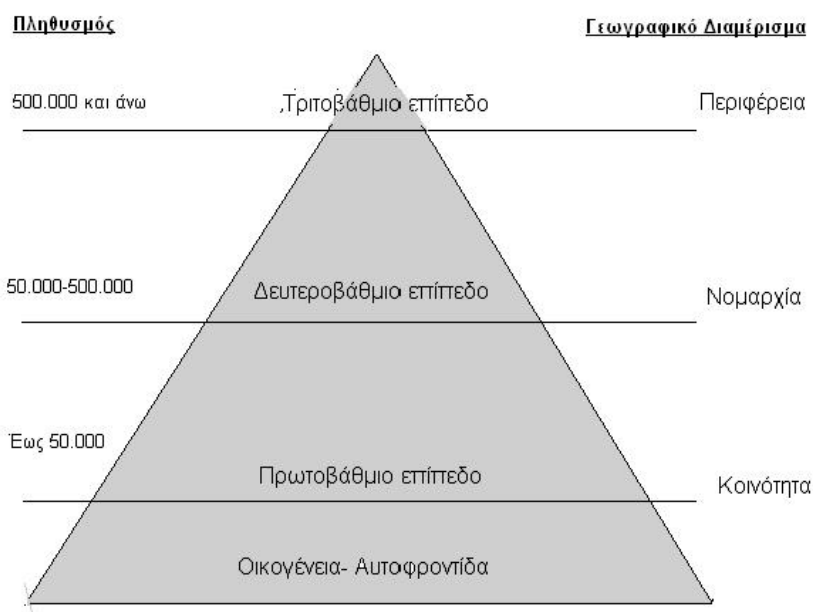 Πληθυσμός Γεωγραφικό Διαμέρισμα
500.000 και άνω ,Τριτοβάθμιο επίπεδο Περιφέρεια
50.000-500.000 Δευτεροβάθμιο επίπεδο Νομαρχία
Έως 50.000 Πρωτοβάθμιο επίπεδο Κοινότητα
Οικογένεια- Αυτοφροντίδα